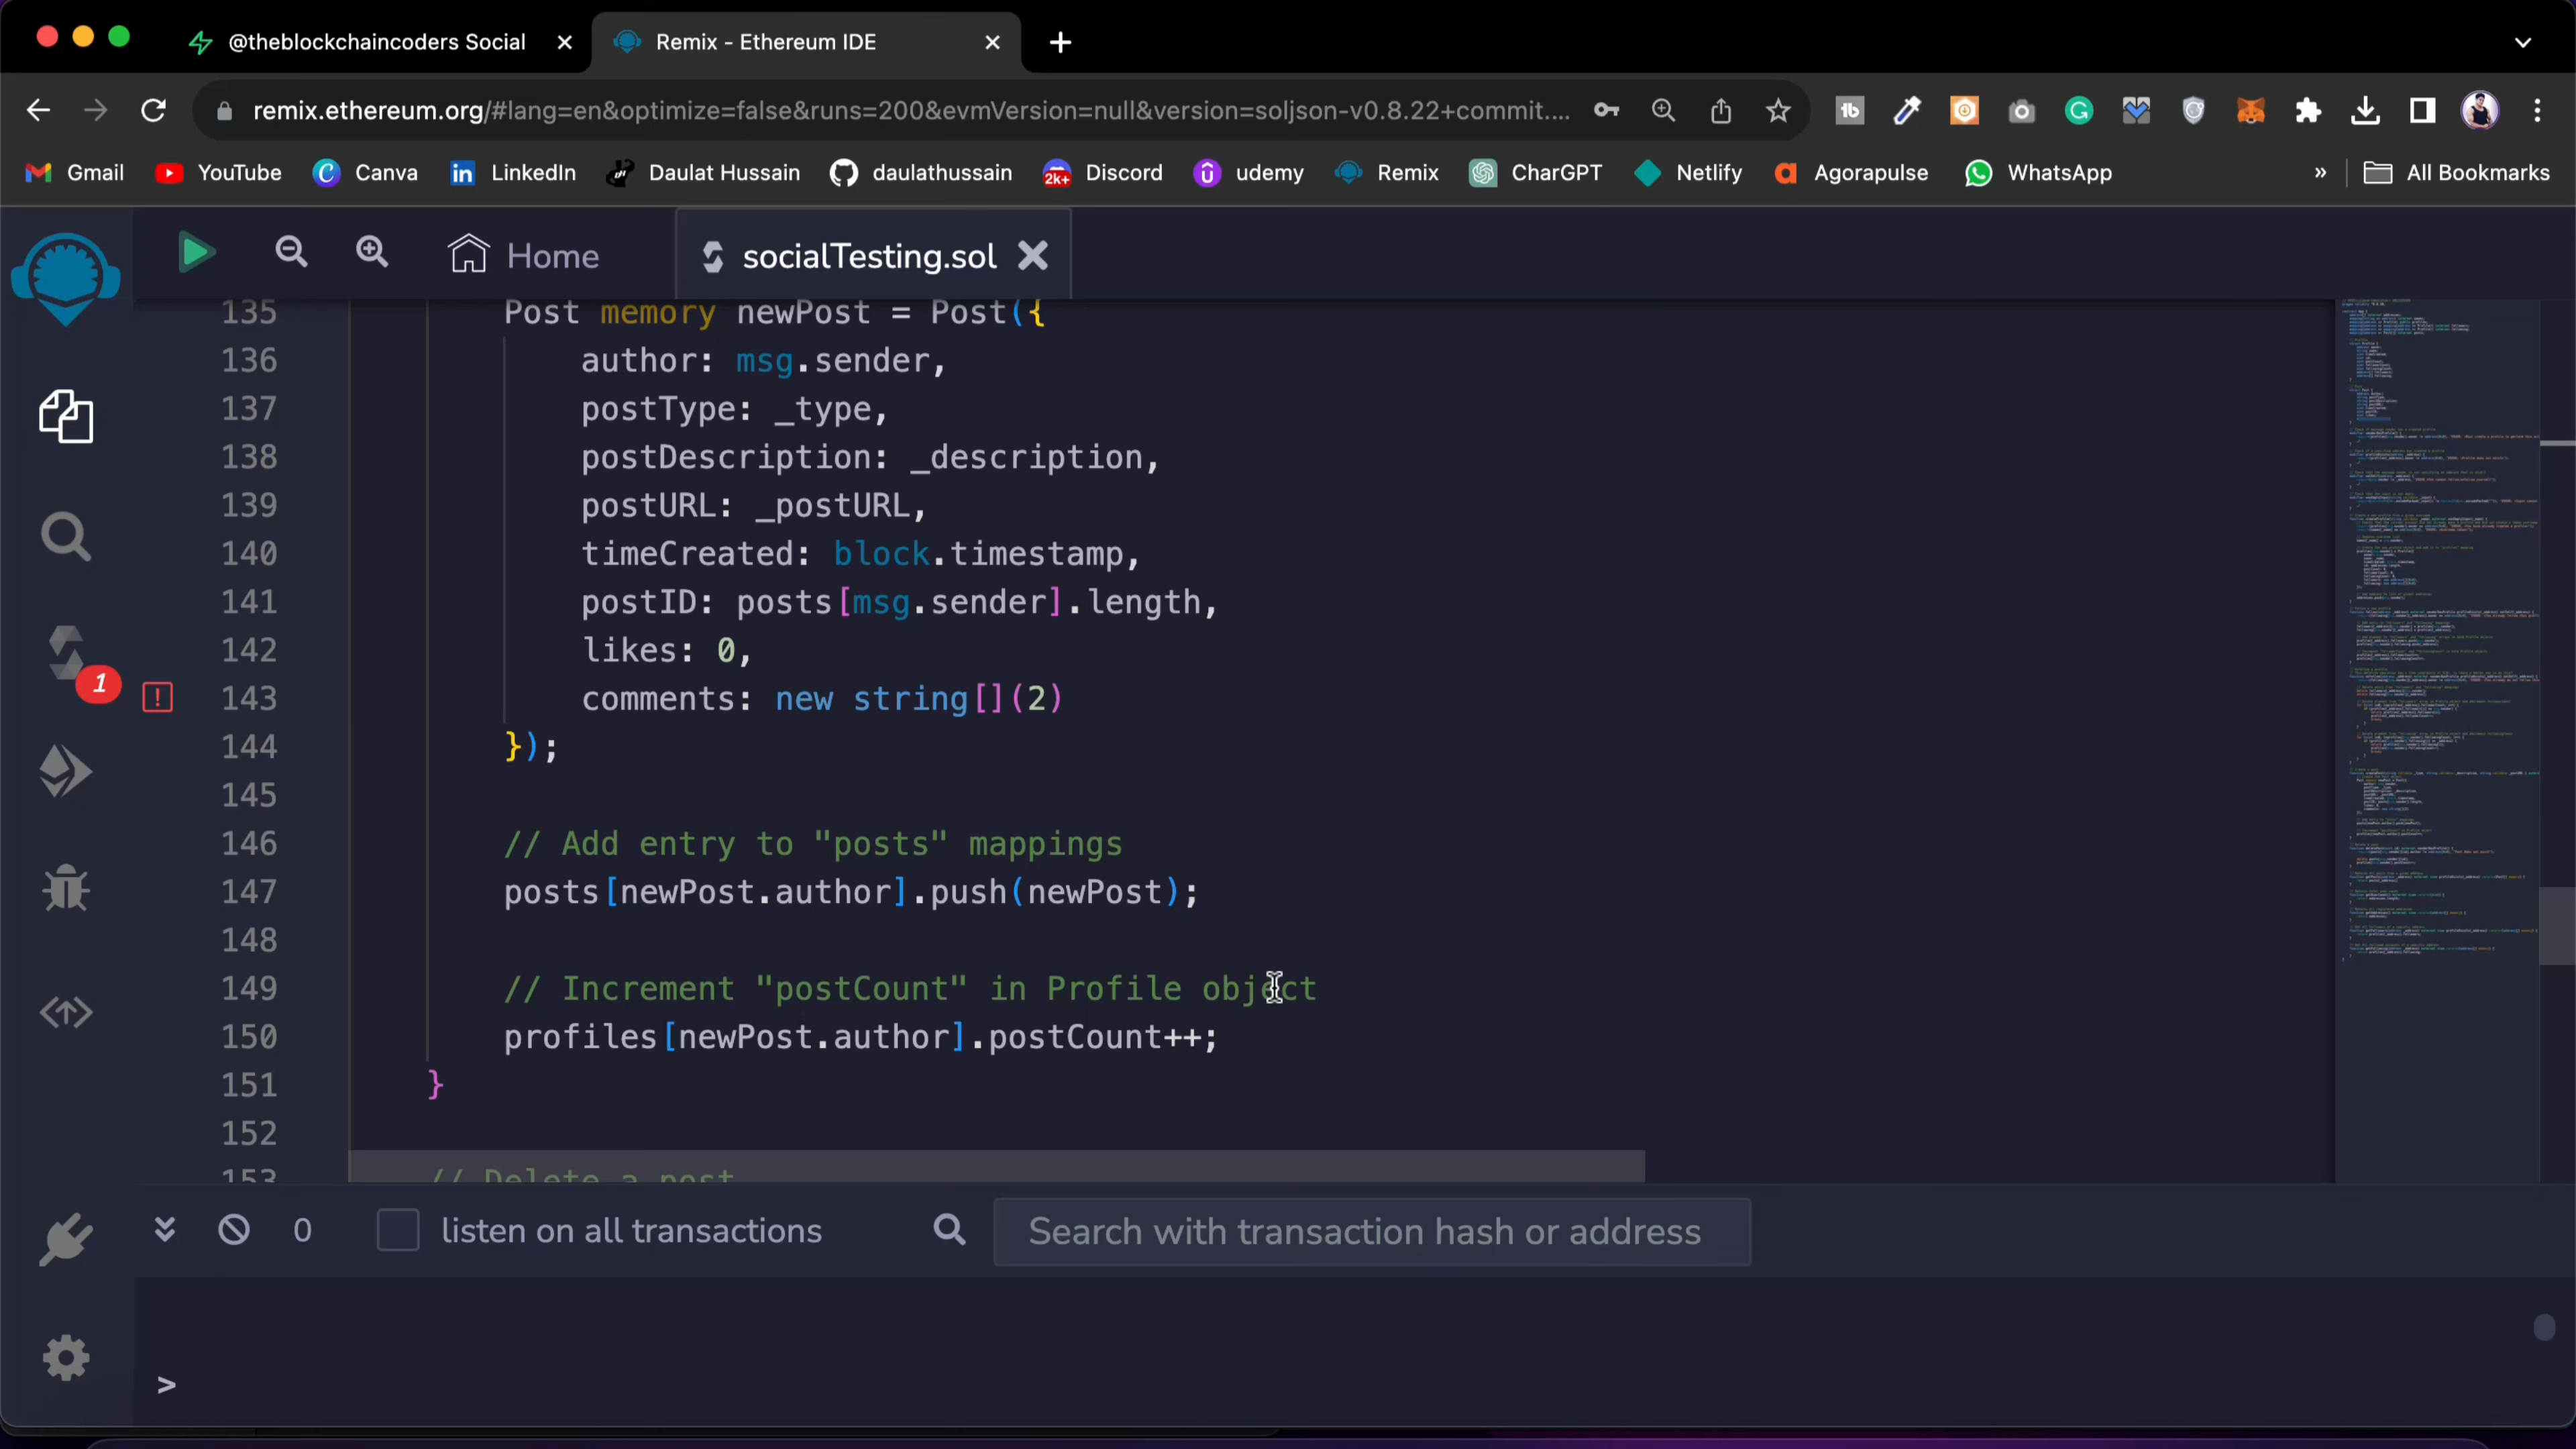 @theblockchaincoders Social
Remix - Ethereum IDE
remix.ethereum.org/#lang=en&optimize=false&runs=200&evmVersion=null&version=soljson-v0.8.22+commit....
Gmail YouTube Canva LinkedIn Daulat Hussain daulathussain 2k+ Discord udemy Remix CharGPT Netlify Agorapulse WhatsApp » All Bookmarks
Home socialTesting.sol
135 Post memory newPost = Post({
136 author: msg.sender,
137 postType: _type,
138 postDescription: _description,
139 postURL: _postURL,
140 timeCreated: block.timestamp,
141 postID: posts[msg.sender].length,
142 likes: 0,
1 ! 143 comments: new string[](2)
144 });
145
146 // Add entry to "posts" mappings
147 posts[newPost.author].push(newPost);
148
149 // Increment "postCount" in Profile object
150 profiles[newPost.author].postCount++;
151 }
152
153 // Delete a post
0 listen on all transactions Search with transaction hash or address
>